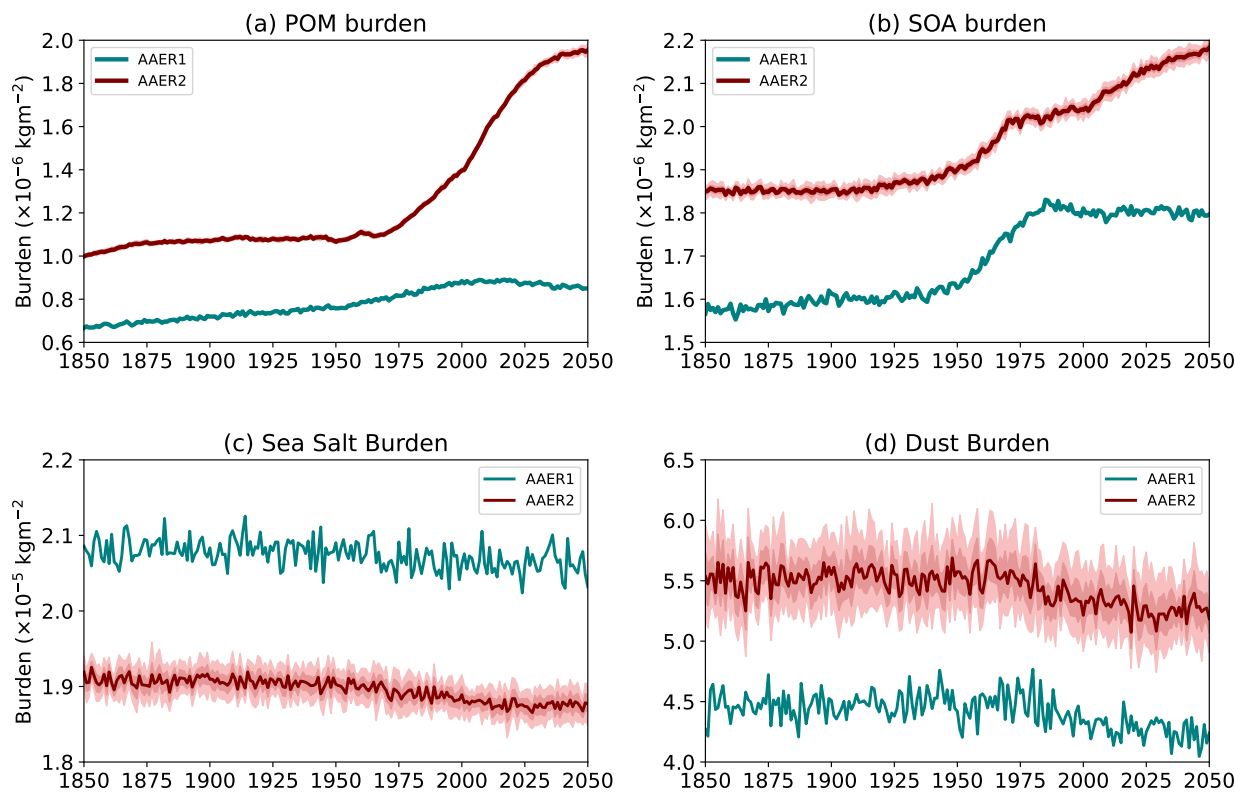 (a) POM burden
Burden (×10⁻⁶ kgm⁻²)
2.0
1.8
1.6
1.4
1.2
1.0
0.8
0.6
AAER1
AAER2
1850 1875 1900 1925 1950 1975 2000 2025 2050
(b) SOA burden
Burden (×10⁻⁶ kgm⁻²)
2.2
2.1
2.0
1.9
1.8
1.7
1.6
1.5
AAER1
AAER2
1850 1875 1900 1925 1950 1975 2000 2025 2050
(c) Sea Salt Burden
Burden (×10⁻⁵ kgm⁻²
2.2
2.1
2.0
1.9
1.8
AAER1
AAER2
1850 1875 1900 1925 1950 1975 2000 2025 2050
(d) Dust Burden
6.5
6.0
5.5
5.0
4.5
4.0
AAER1
AAER2
1850 1875 1900 1925 1950 1975 2000 2025 2050